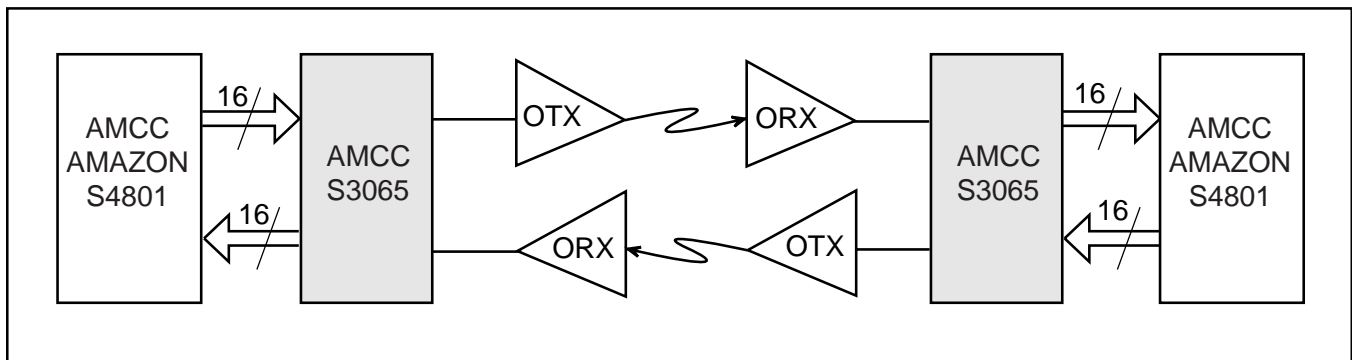 AMCC
AMAZON
S4801
16
16
AMCC
S3065
OTX
ORX
ORX
OTX
AMCC
S3065
16
16
AMCC
AMAZON
S4801